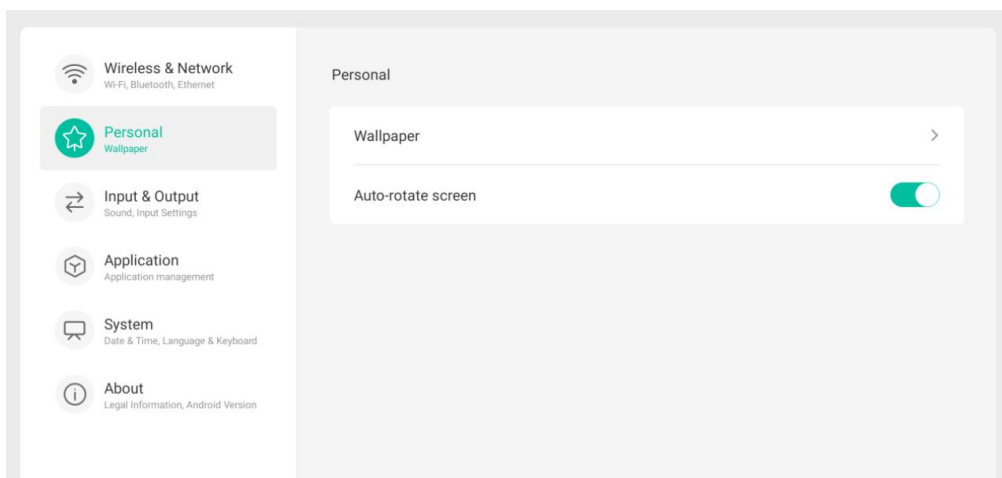 Wireless & Network
Wi-Fi, Bluetooth, Ethernet
Personal
Wallpaper
Input & Output
Sound, Input Settings
Application
Application management
System
Date & Time, Language & Keyboard
About
Legal Information, Android Version
Personal
Wallpaper
Auto-rotate screen